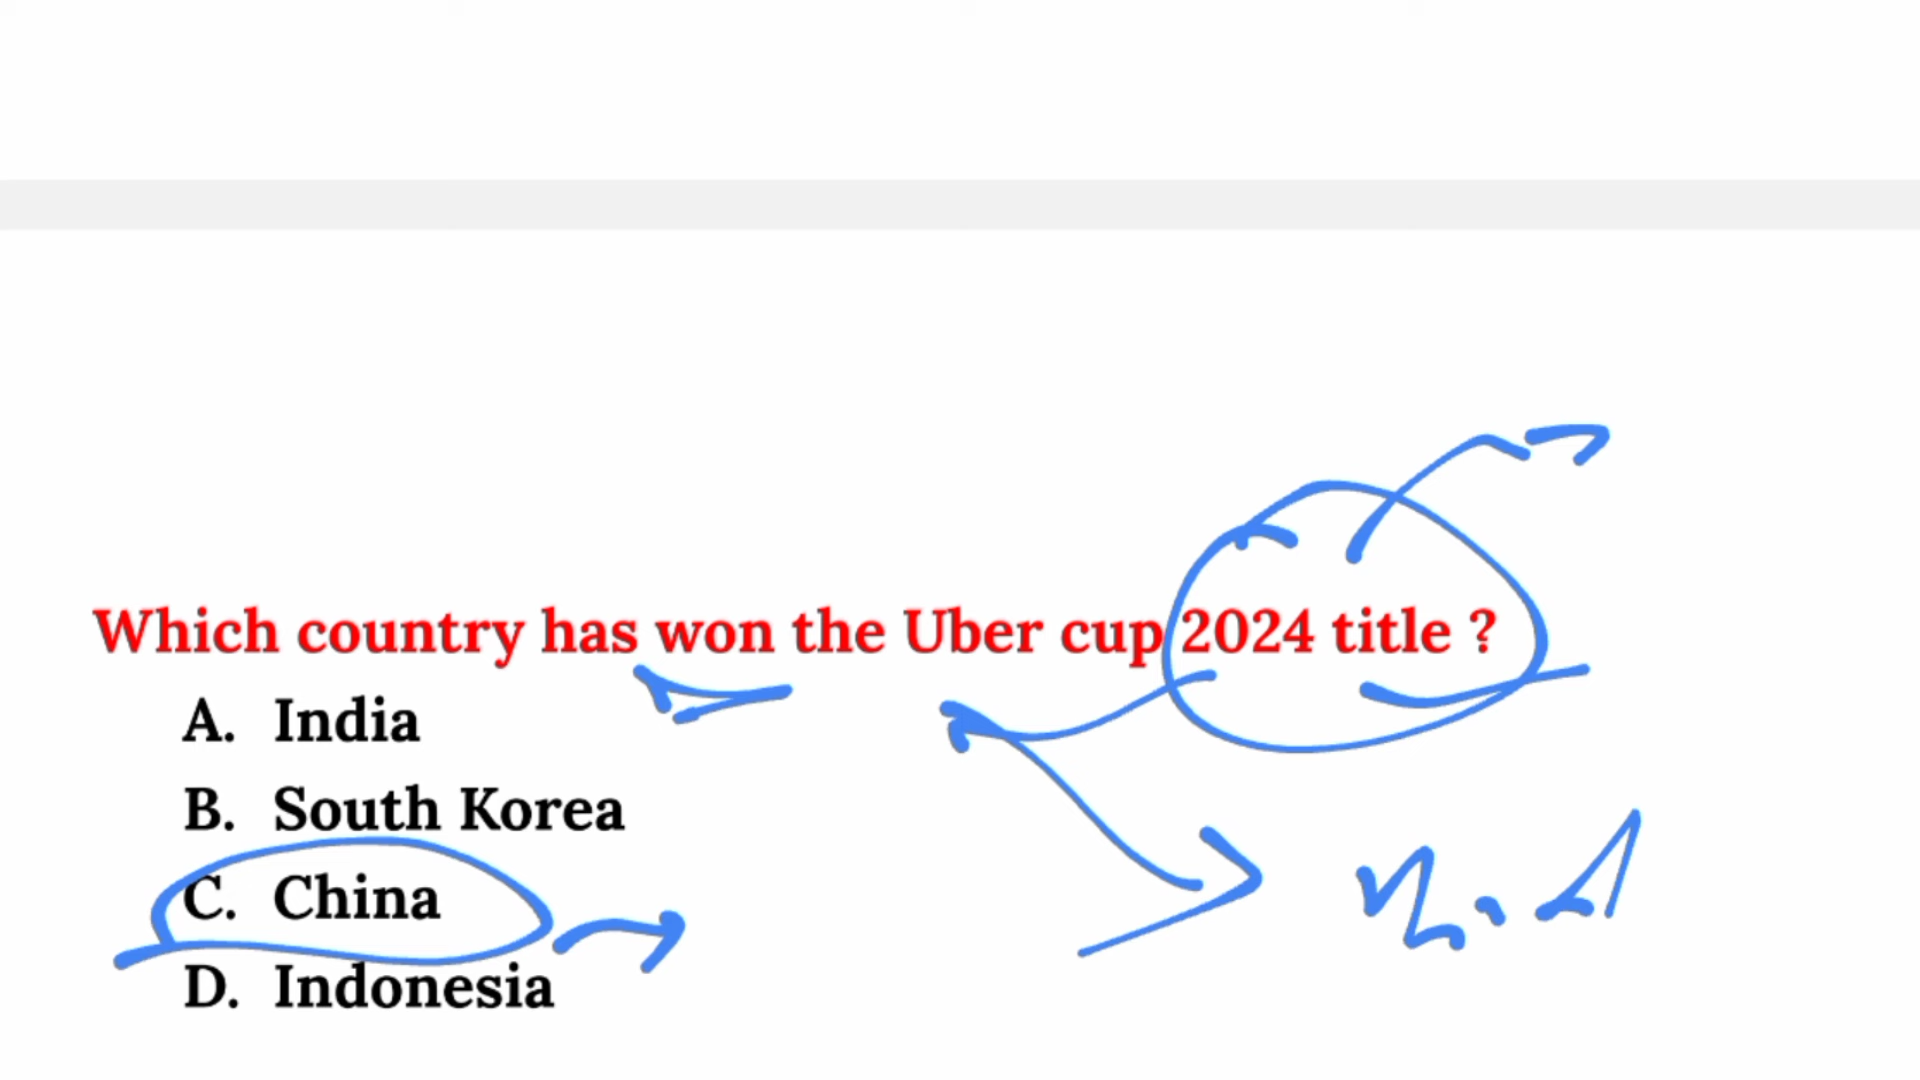 Which country has won the Uber cup 2024 title ?
A. India
B. South Korea
C. China
D. Indonesia